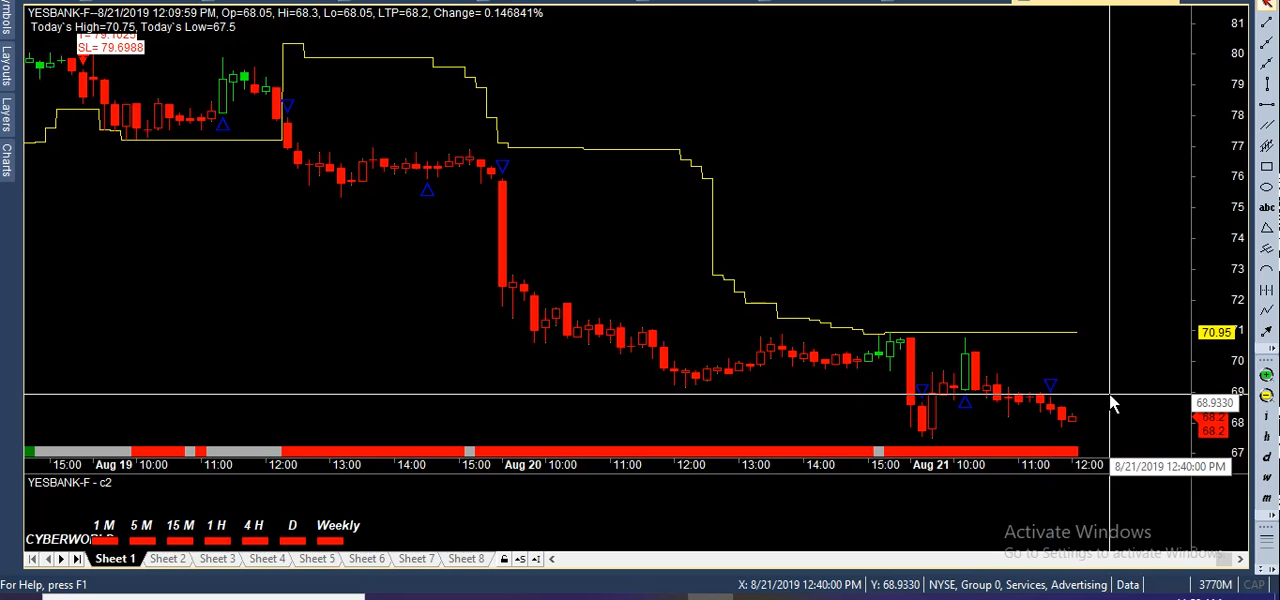 YESBANK-F--8/21/2019 12:09:59 PM, Op=68.05, Hi=68.3, Lo=68.05, LTP=68.2, Change= 0.146841%
Today`s High=70.75, Today`s Low=67.5
SL= 79.6988
Layouts
Layers
Charts
81
80
79
78
77
76
75
74
73
72
70.95
70
69
68.9330
68.2
68
68.2
67
15:00 Aug 19 10:00 11:00 12:00 13:00 14:00 15:00 Aug 20 10:00 11:00 12:00 13:00 14:00 15:00 Aug 21 10:00 11:00 12:00
8/21/2019 12:40:00 PM
abc
i
h
d
w
m
YESBANK-F - c2
1 M 5 M 15 M 1 H 4 H D Weekly
Activate Windows
Go to Settings to activate Windows.
Sheet 1 Sheet 2 Sheet 3 Sheet 4 Sheet 5 Sheet 6 Sheet 7 Sheet 8
For Help, press F1
X: 8/21/2019 12:40:00 PM Y: 68.9330 NYSE, Group 0, Services, Advertising Data 3770M CAP